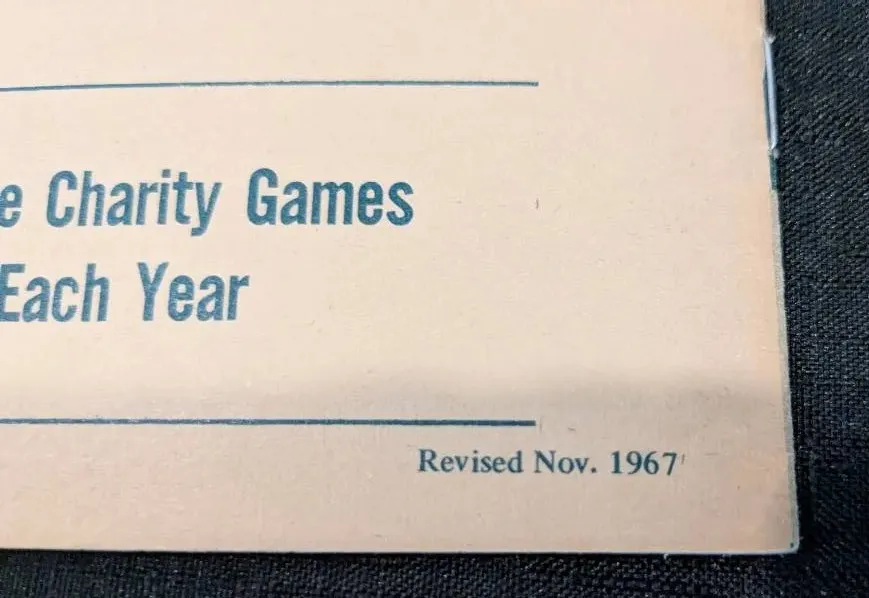 e Charity Games
Each Year
Revised Nov. 1967